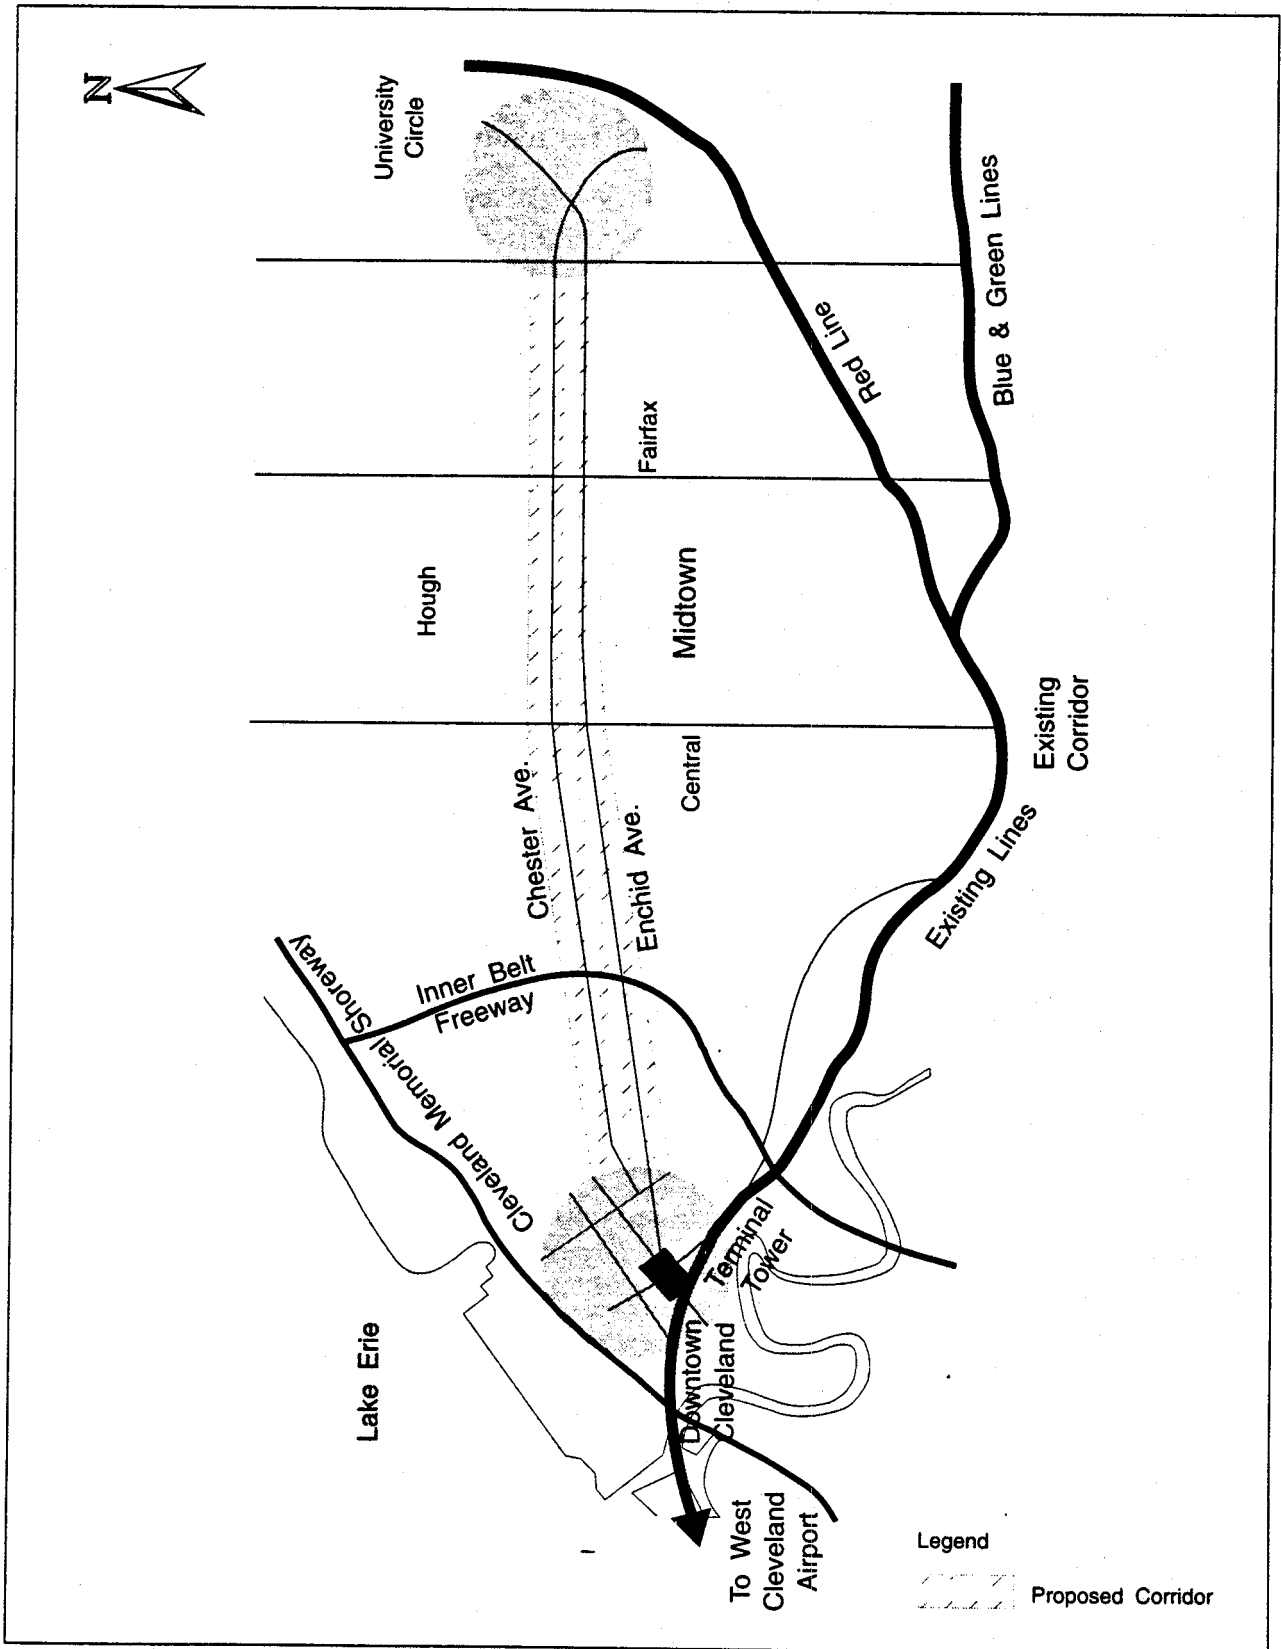 N
University
Circle
Blue & Green Lines
Red Line
Fairfax
Hough
Midtown
Existing
Corridor
Central
Chester Ave.
Enchid Ave.
Existing Lines
Inner Belt
Freeway
Cleveland Memorial Shoreway
Terminal
Tower
Lake Erie
Downtown
Cleveland
To West
Cleveland
Airport
Legend
Proposed Corridor